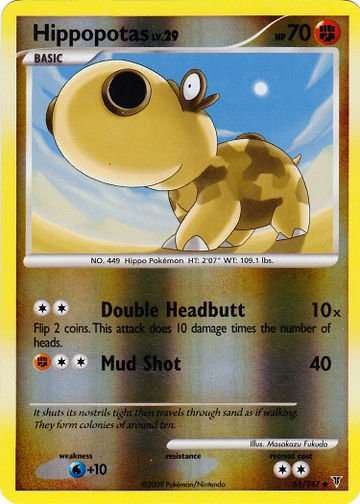 Hippopotas LV.29 HP 70
BASIC
NO. 449 Hippo Pokémon HT: 2'07" WT: 109.1 lbs.
Double Headbutt 10x
Flip 2 coins. This attack does 10 damage times the number of
heads.
Mud Shot 40
It shuts its nostrils tight then travels through sand as if walking.
They form colonies of around ten.
Illus. Masakazu Fukuda
weakness resistance retreat cost
+10
©2009 Pokémon/Nintendo